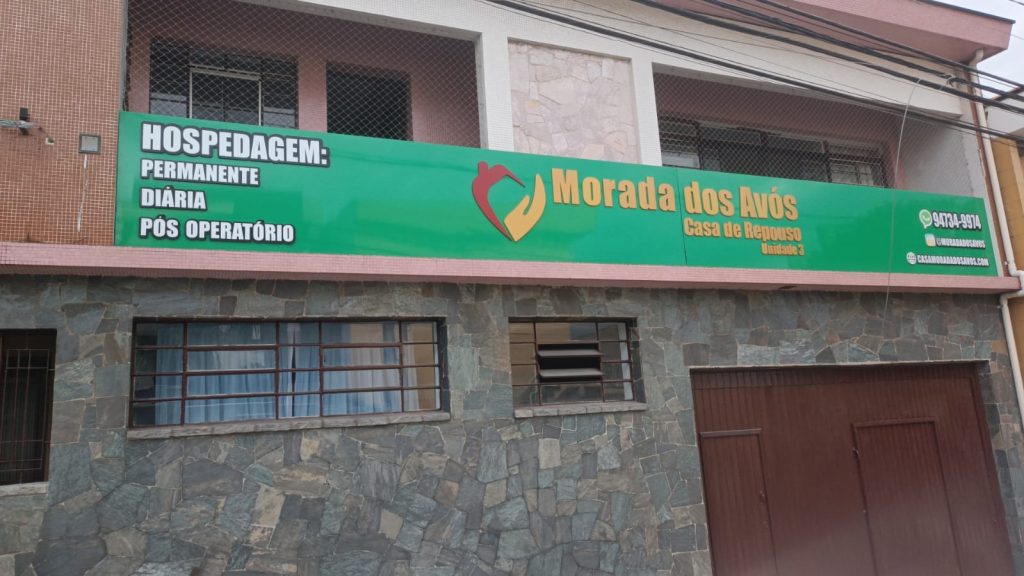 HOSPEDAGEM:
PERMANENTE
DIÁRIA
PÓS OPERATÓRIO
Morada dos Avós
Casa de Repouso
Unidade 3
94734-9974
@MORADADOSAVOS
CASAMORADADOSAVOS.COM